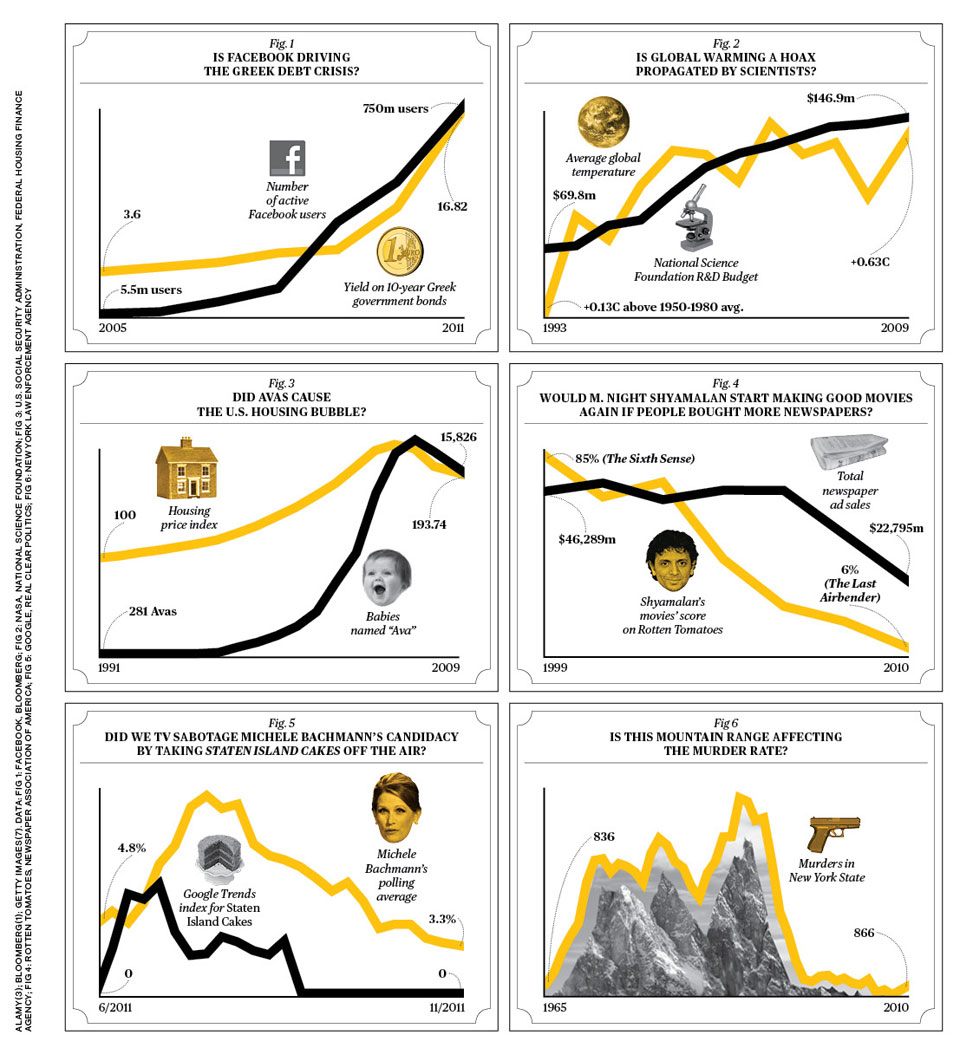 ALAMY(3); BLOOMBERG(1); GETTY IMAGES(7). DATA: FIG 1: FACEBOOK, BLOOMBERG; FIG 2: NASA, NATIONAL SCIENCE FOUNDATION; FIG 3: U.S. SOCIAL SECURITY ADMINISTRATION, FEDERAL HOUSING FINANCE
AGENCY; FIG 4: ROTTEN TOMATOES, NEWSPAPER ASSOCIATION OF AMERICA; FIG 5: GOOGLE, REAL CLEAR POLITICS; FIG 6: NEW YORK LAW ENFORCEMENT AGENCY
Fig. 1
IS FACEBOOK DRIVING
THE GREEK DEBT CRISIS?
750m users
f
Number
of active
Facebook users
3.6
16.82
1
EURO
5.5m users
Yield on 10-year Greek
government bonds
2005
2011
Fig. 2
IS GLOBAL WARMING A HOAX
PROPAGATED BY SCIENTISTS?
$146.9m
Average global
temperature
$69.8m
National Science
Foundation R&D Budget
+0.63C
+0.13C above 1950-1980 avg.
1993
2009
Fig. 3
DID AVAS CAUSE
THE U.S. HOUSING BUBBLE?
15,826
Housing
price index
100
193.74
281 Avas
Babies
named “Ava”
1991
2009
Fig. 4
WOULD M. NIGHT SHYAMALAN START MAKING GOOD MOVIES
AGAIN IF PEOPLE BOUGHT MORE NEWSPAPERS?
85% (The Sixth Sense)
Total
newspaper
ad sales
$46,289m
$22,795m
6%
(The Last
Airbender)
Shyamalan’s
movies’ score
on Rotten Tomatoes
1999
2010
Fig. 5
DID WE TV SABOTAGE MICHELE BACHMANN’S CANDIDACY
BY TAKING STATEN ISLAND CAKES OFF THE AIR?
4.8%
Michele
Bachmann’s
polling
average
Google Trends
index for Staten
Island Cakes
3.3%
0
0
6/2011
11/2011
Fig 6
IS THIS MOUNTAIN RANGE AFFECTING
THE MURDER RATE?
836
Murders in
New York State
866
1965
2010